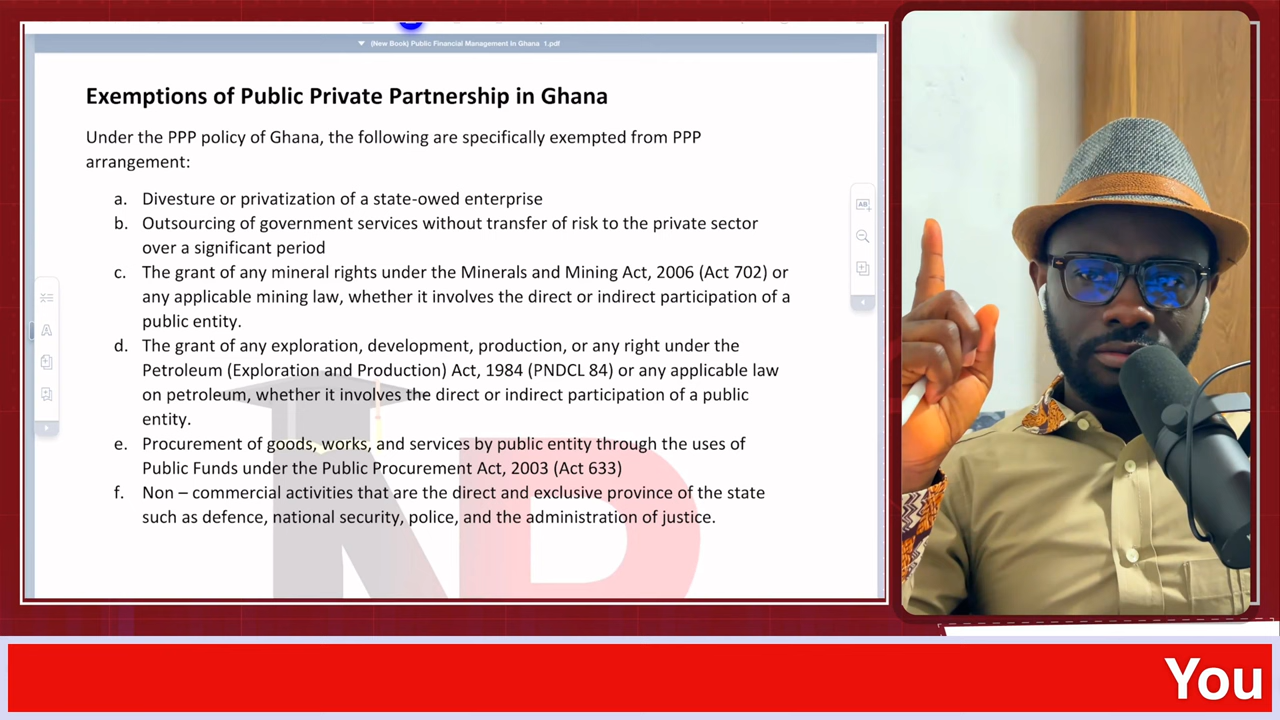 (New Book) Public Financial Management In Ghana 1.pdf
Exemptions of Public Private Partnership in Ghana
Under the PPP policy of Ghana, the following are specifically exempted from PPP
arrangement:
a. Divesture or privatization of a state-owed enterprise
b. Outsourcing of government services without transfer of risk to the private sector
over a significant period
c. The grant of any mineral rights under the Minerals and Mining Act, 2006 (Act 702) or
any applicable mining law, whether it involves the direct or indirect participation of a
public entity.
d. The grant of any exploration, development, production, or any right under the
Petroleum (Exploration and Production) Act, 1984 (PNDCL 84) or any applicable law
on petroleum, whether it involves the direct or indirect participation of a public
entity.
e. Procurement of goods, works, and services by public entity through the uses of
Public Funds under the Public Procurement Act, 2003 (Act 633)
f. Non – commercial activities that are the direct and exclusive province of the state
such as defence, national security, police, and the administration of justice.
AB
A
You